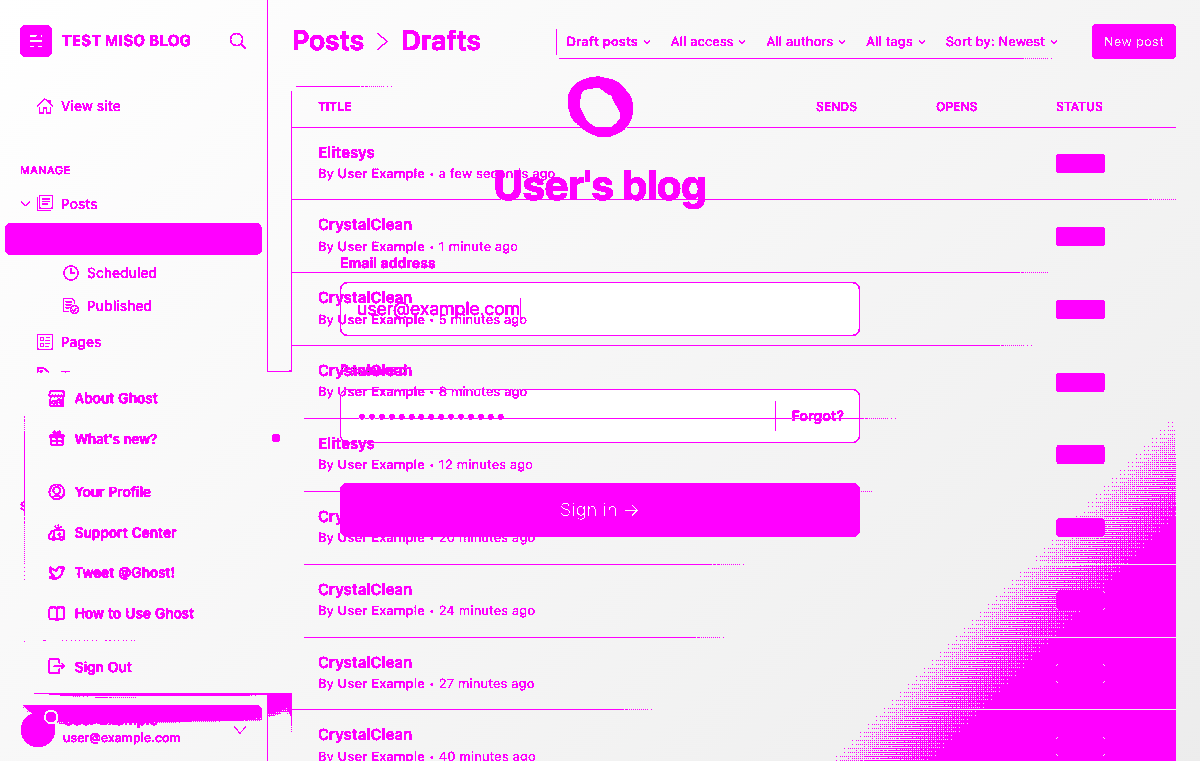 TEST MISO BLOG
Posts > Drafts
Draft posts
All access
All authors
All tags
Sort by: Newest
New post
View site
MANAGE
Posts
Scheduled
Published
Pages
About Ghost
What's new?
Your Profile
Support Center
Tweet @Ghost!
How to Use Ghost
Sign Out
user@example.com
TITLE
SENDS
OPENS
STATUS
Elitesys
By User Example • a few seconds ago
User's blog
CrystalClean
By User Example • 1 minute ago
Email address
CrystalClean
user@example.com
By User Example • 5 minutes ago
CrystalClean
By User Example • 8 minutes ago
Forgot?
Elitesys
By User Example • 12 minutes ago
Sign in →
By User Example • 20 minutes ago
CrystalClean
By User Example • 24 minutes ago
CrystalClean
By User Example • 27 minutes ago
CrystalClean
By User Example • 40 minutes ago